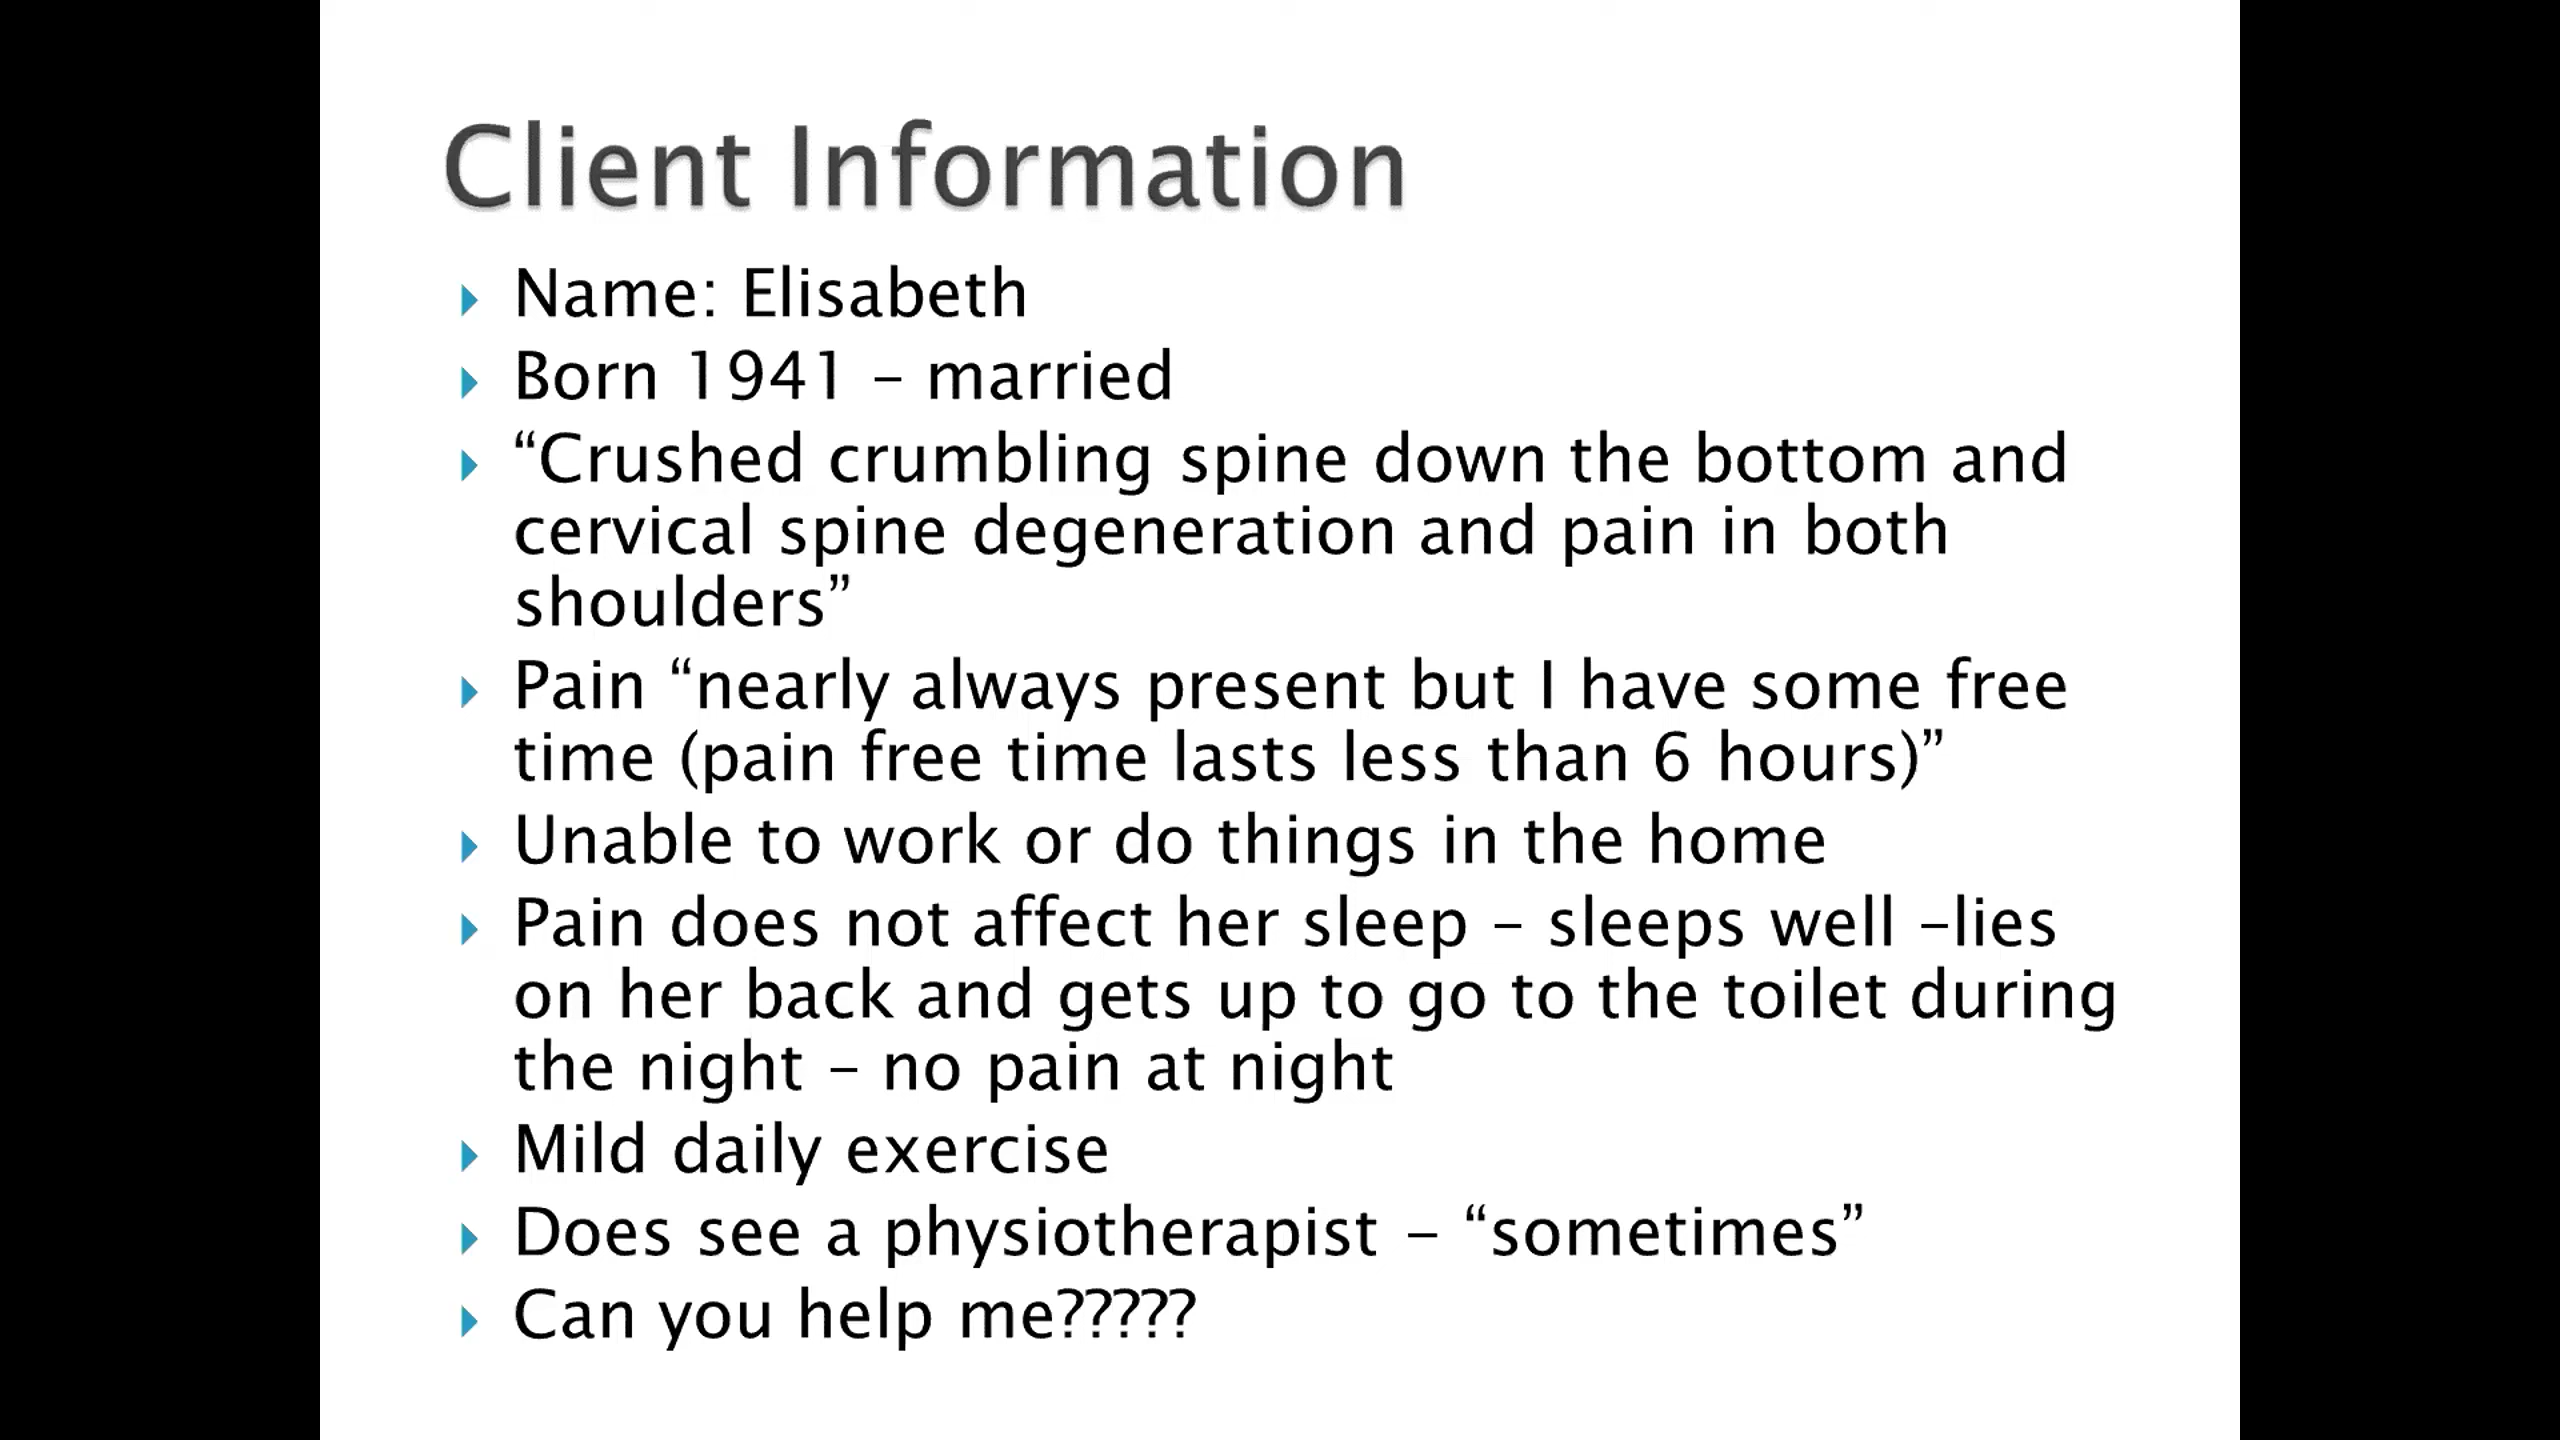 Client Information
Name: Elisabeth
Born 1941 – married
“Crushed crumbling spine down the bottom and
cervical spine degeneration and pain in both
shoulders”
Pain “nearly always present but I have some free
time (pain free time lasts less than 6 hours)”
Unable to work or do things in the home
Pain does not affect her sleep – sleeps well –lies
on her back and gets up to go to the toilet during
the night – no pain at night
Mild daily exercise
Does see a physiotherapist – “sometimes”
Can you help me?????